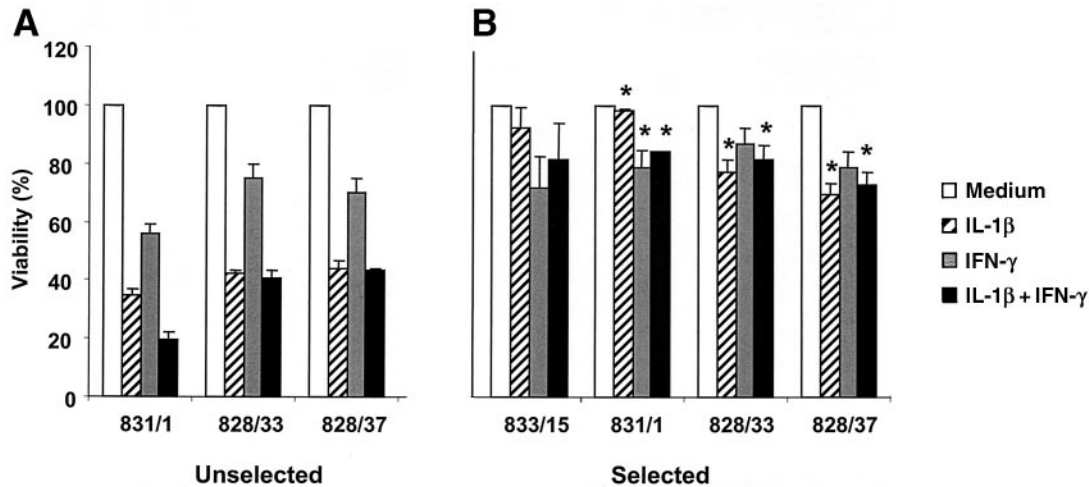 A
B
120
100
80
60
40
20
0
Viability (%)
* * * * * * *
831/1 828/33 828/37
833/15 831/1 828/33 828/37
Unselected
Selected
Medium
IL-1β
IFN-γ
IL-1β + IFN-γ